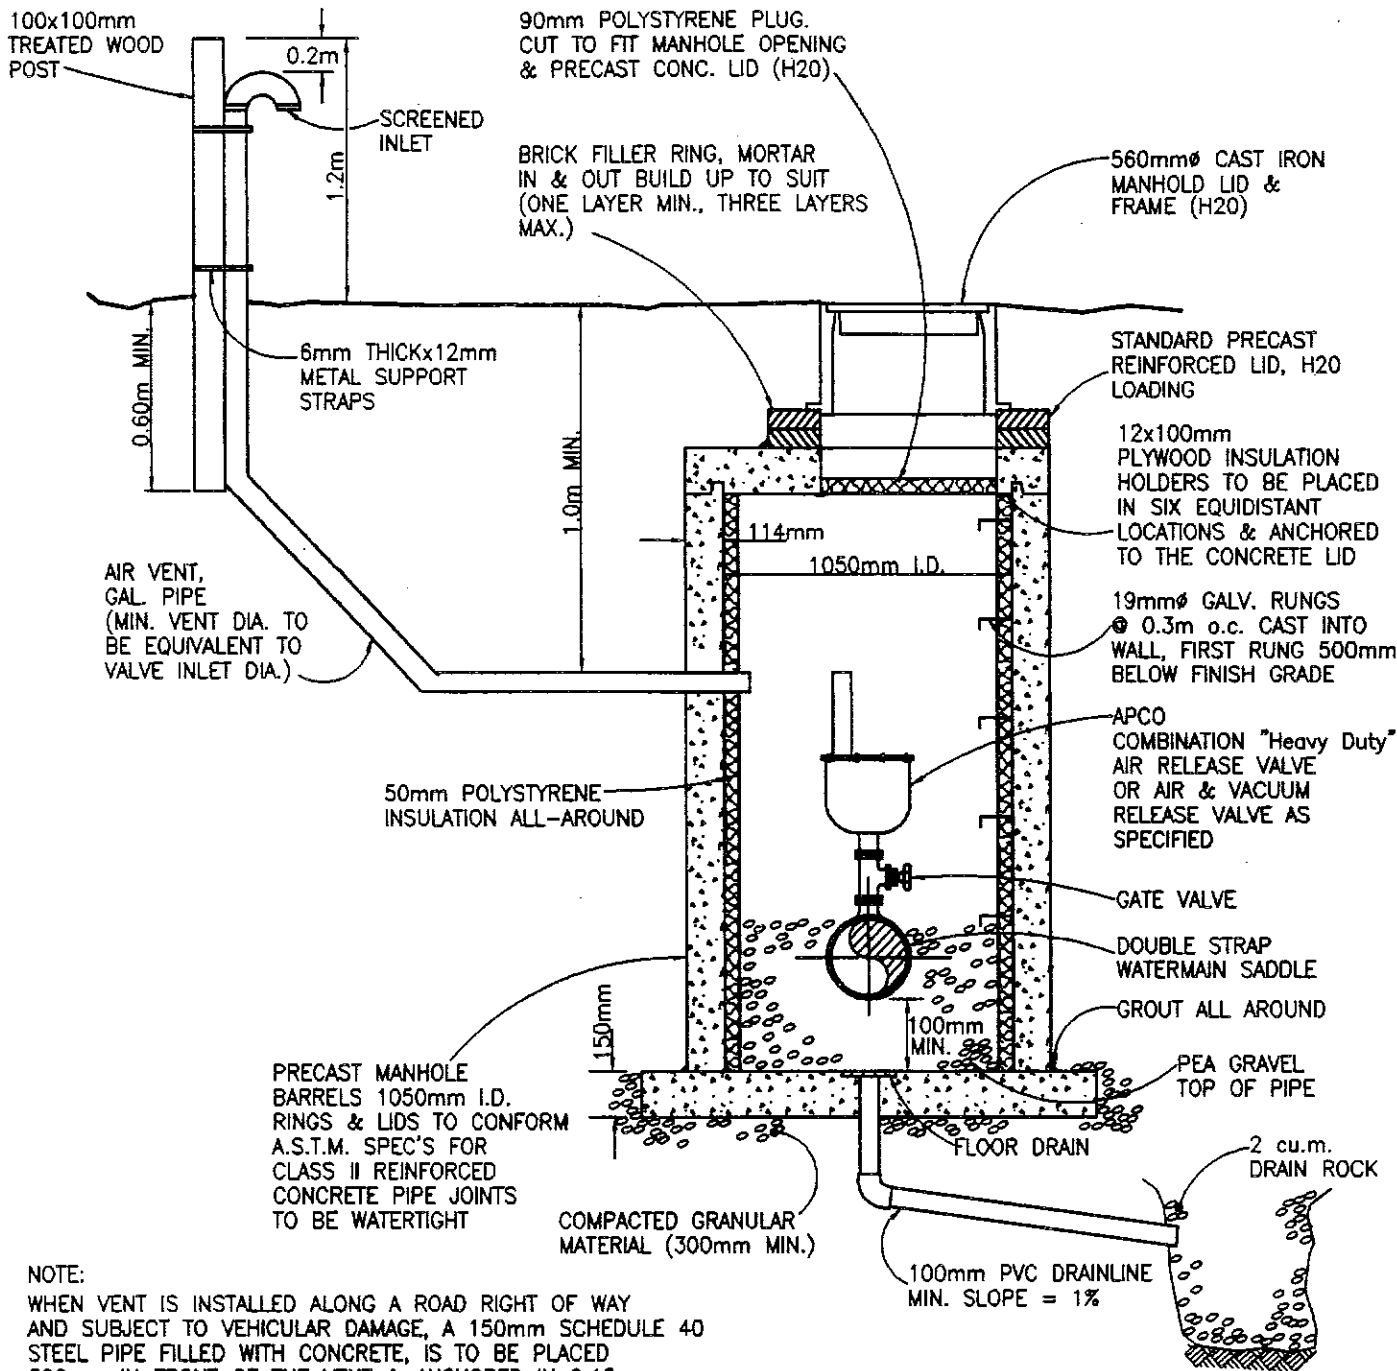 100x100mm
TREATED WOOD
POST
0.2m
SCREENED
INLET
1.2m
90mm POLYSTYRENE PLUG.
CUT TO FIT MANHOLE OPENING
& PRECAST CONC. LID (H20)
BRICK FILLER RING, MORTAR
IN & OUT BUILD UP TO SUIT
(ONE LAYER MIN., THREE LAYERS
MAX.)
560mmø CAST IRON
MANHOLD LID &
FRAME (H20)
0.60m MIN.
6mm THICKx12mm
METAL SUPPORT
STRAPS
1.0m MIN.
STANDARD PRECAST
REINFORCED LID, H20
LOADING
12x100mm
PLYWOOD INSULATION
HOLDERS TO BE PLACED
IN SIX EQUIDISTANT
LOCATIONS & ANCHORED
TO THE CONCRETE LID
114mm
1050mm I.D.
AIR VENT,
GAL. PIPE
(MIN. VENT DIA. TO
BE EQUIVALENT TO
VALVE INLET DIA.)
19mmø GALV. RUNGS
@ 0.3m o.c. CAST INTO
WALL, FIRST RUNG 500mm
BELOW FINISH GRADE
APCO
COMBINATION "Heavy Duty"
AIR RELEASE VALVE
OR AIR & VACUUM
RELEASE VALVE AS
SPECIFIED
50mm POLYSTYRENE
INSULATION ALL-AROUND
GATE VALVE
DOUBLE STRAP
WATERMAIN SADDLE
GROUT ALL AROUND
150mm
100mm
MIN.
PEA GRAVEL
TOP OF PIPE
PRECAST MANHOLE
BARRELS 1050mm I.D.
RINGS & LIDS TO CONFORM
A.S.T.M. SPEC'S FOR
CLASS II REINFORCED
CONCRETE PIPE JOINTS
TO BE WATERTIGHT
FLOOR DRAIN
2 cu.m.
DRAIN ROCK
COMPACTED GRANULAR
MATERIAL (300mm MIN.)
100mm PVC DRAINLINE
MIN. SLOPE = 1%
NOTE:
WHEN VENT IS INSTALLED ALONG A ROAD RIGHT OF WAY
AND SUBJECT TO VEHICULAR DAMAGE, A 150mm SCHEDULE 40
STEEL PIPE FILLED WITH CONCRETE, IS TO BE PLACED
IN FRONT OF THE VENT & ANCHORED IN